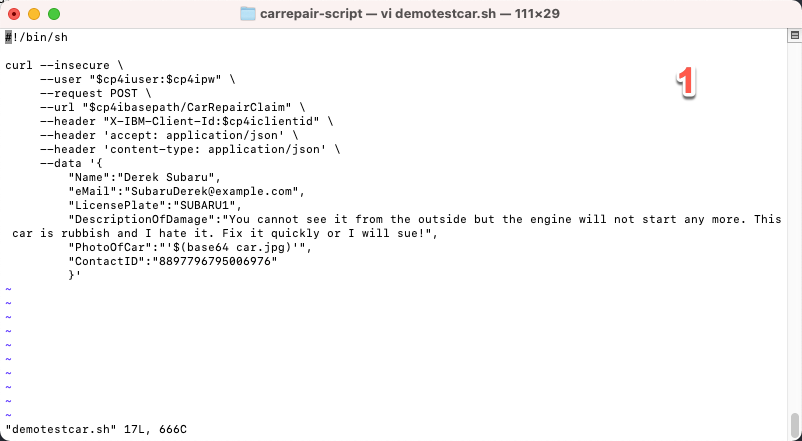 carrepair-script — vi demotestcar.sh — 111×29
#!/bin/sh
1
curl --insecure \
--user "$cp4iuser:$cp4ipw" \
--request POST \
--url "$cp4ibasepath/CarRepairClaim" \
--header "X-IBM-Client-Id:$cp4iclientid" \
--header 'accept: application/json' \
--header 'content-type: application/json' \
--data '{
"Name":"Derek Subaru",
"eMail":"SubaruDerek@example.com",
"LicensePlate":"SUBARU1",
"DescriptionOfDamage":"You cannot see it from the outside but the engine will not start any more. This
car is rubbish and I hate it. Fix it quickly or I will sue!",
"PhotoOfCar":"'$(base64 car.jpg)'",
"ContactID":"8897796795006976"
}'
~
~
~
~
~
~
~
~
~
~
"demotestcar.sh" 17L, 666C